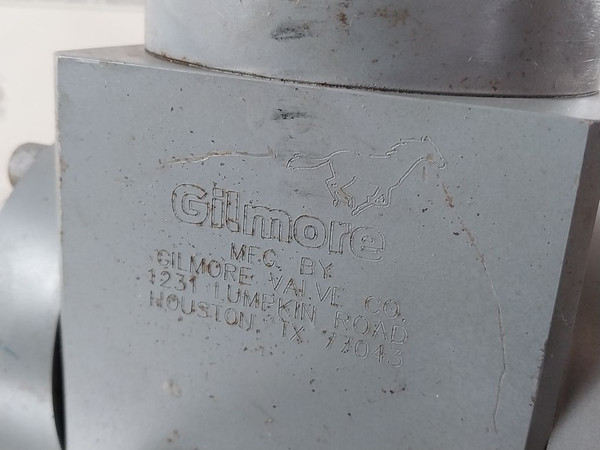 Gilmore
MFG. BY
GILMORE VALVE CO.
1231 LUMPKIN ROAD
HOUSTON, TX 77043